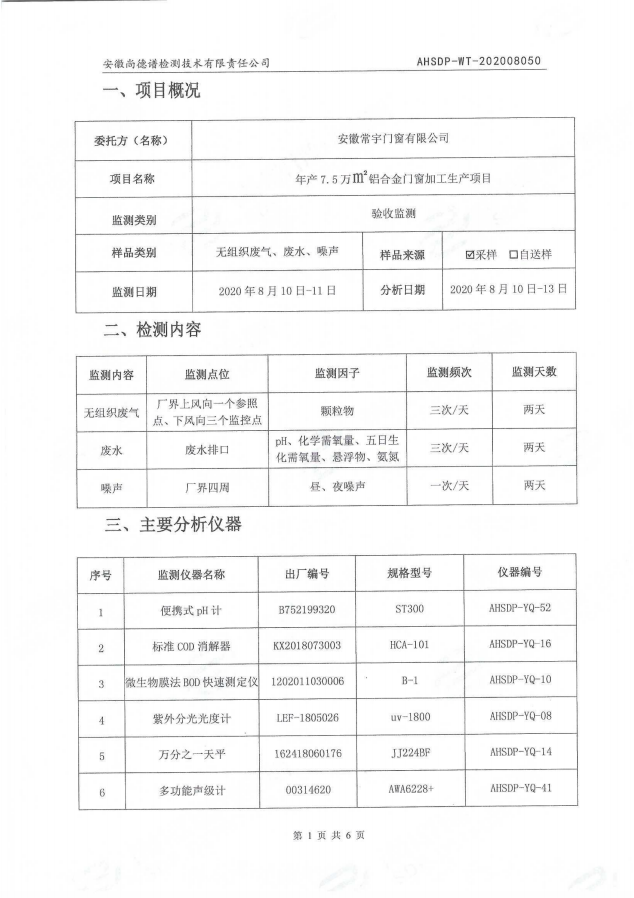 安徽尚德谱检测技术有限责任公司 AHSDP-WT-202008050
一、项目概况
委托方（名称） 安徽常宇门窗有限公司
项目名称 年产 7.5 万㎡铝合金门窗加工生产项目
监测类别 验收监测
样品类别 无组织废气、废水、噪声 样品来源 ☑采样 ☐自送样
监测日期 2020 年 8 月 10 日-11 日 分析日期 2020 年 8 月 10 日-13 日
二、检测内容
监测内容 监测点位 监测因子 监测频次 监测天数
无组织废气 厂界上风向一个参照
点、下风向三个监控点 颗粒物 三次/天 两天
废水 废水排口 pH、化学需氧量、五日生
化需氧量、悬浮物、氨氮 三次/天 两天
噪声 厂界四周 昼、夜噪声 一次/天 两天
三、主要分析仪器
序号 监测仪器名称 出厂编号 规格型号 仪器编号
1 便携式 pH 计 B752199320 ST300 AHSDP-YQ-52
2 标准 COD 消解器 KX2018073003 HCA-101 AHSDP-YQ-16
3 微生物膜法 BOD 快速测定仪 1202011030006 B-1 AHSDP-YQ-10
4 紫外分光光度计 LEF-1805026 uv-1800 AHSDP-YQ-08
5 万分之一天平 162418060176 JJ224BF AHSDP-YQ-14
6 多功能声级计 00314620 AWA6228+ AHSDP-YQ-41
第 1 页 共 6 页